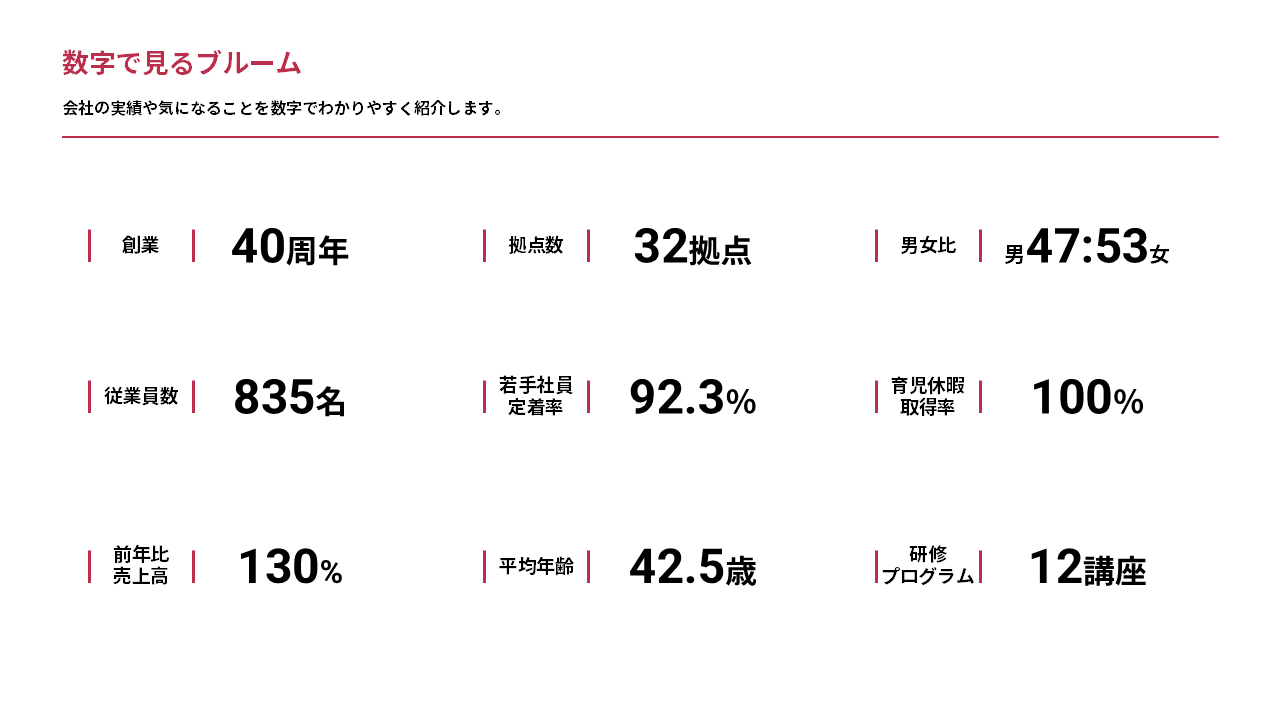 数字で見るブルーム
会社の実績や気になることを数字でわかりやすく紹介します。
創業
40周年
拠点数
32拠点
男女比
男47:53女
従業員数
835名
若手社員
定着率
92.3%
育児休暇
取得率
100%
前年比
売上高
130%
平均年齢
42.5歳
研修
プログラム
12講座